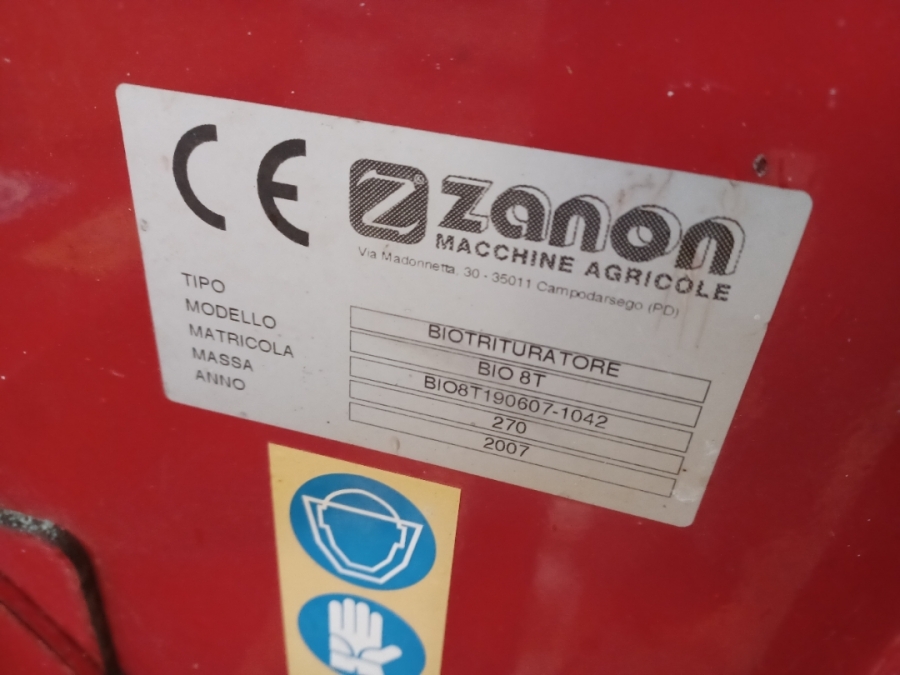 CE
Z zanon
MACCHINE AGRICOLE
Via Madonnetta, 30 - 35011 Campodarsego (PD)
TIPO BIOTRITURATORE
MODELLO BIO 8T
MATRICOLA BIO8T190607-1042
MASSA 270
ANNO 2007